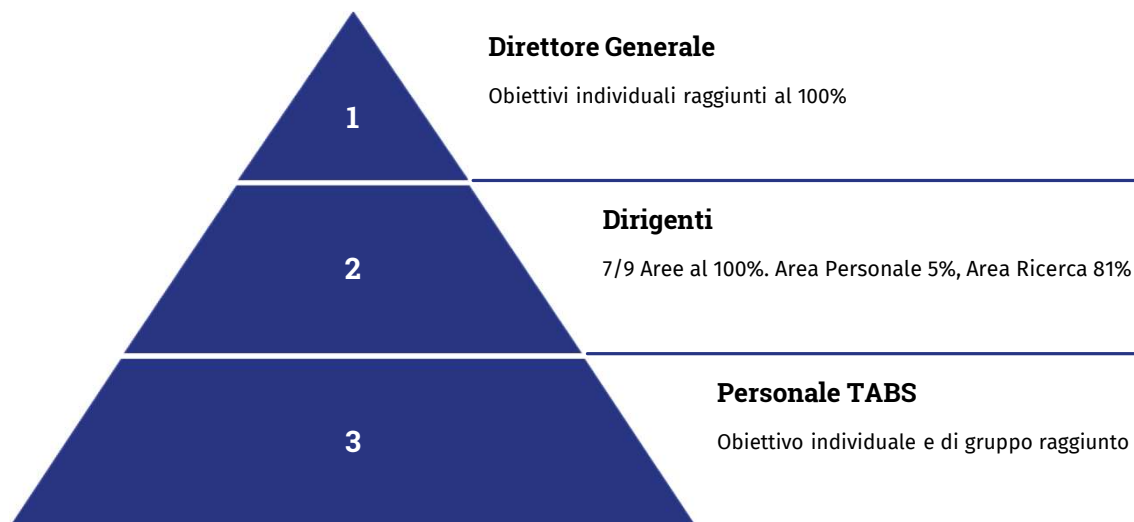 1
Direttore Generale
Obiettivi individuali raggiunti al 100%
2
Dirigenti
7/9 Aree al 100%. Area Personale 5%, Area Ricerca 81%
3
Personale TABS
Obiettivo individuale e di gruppo raggiunto